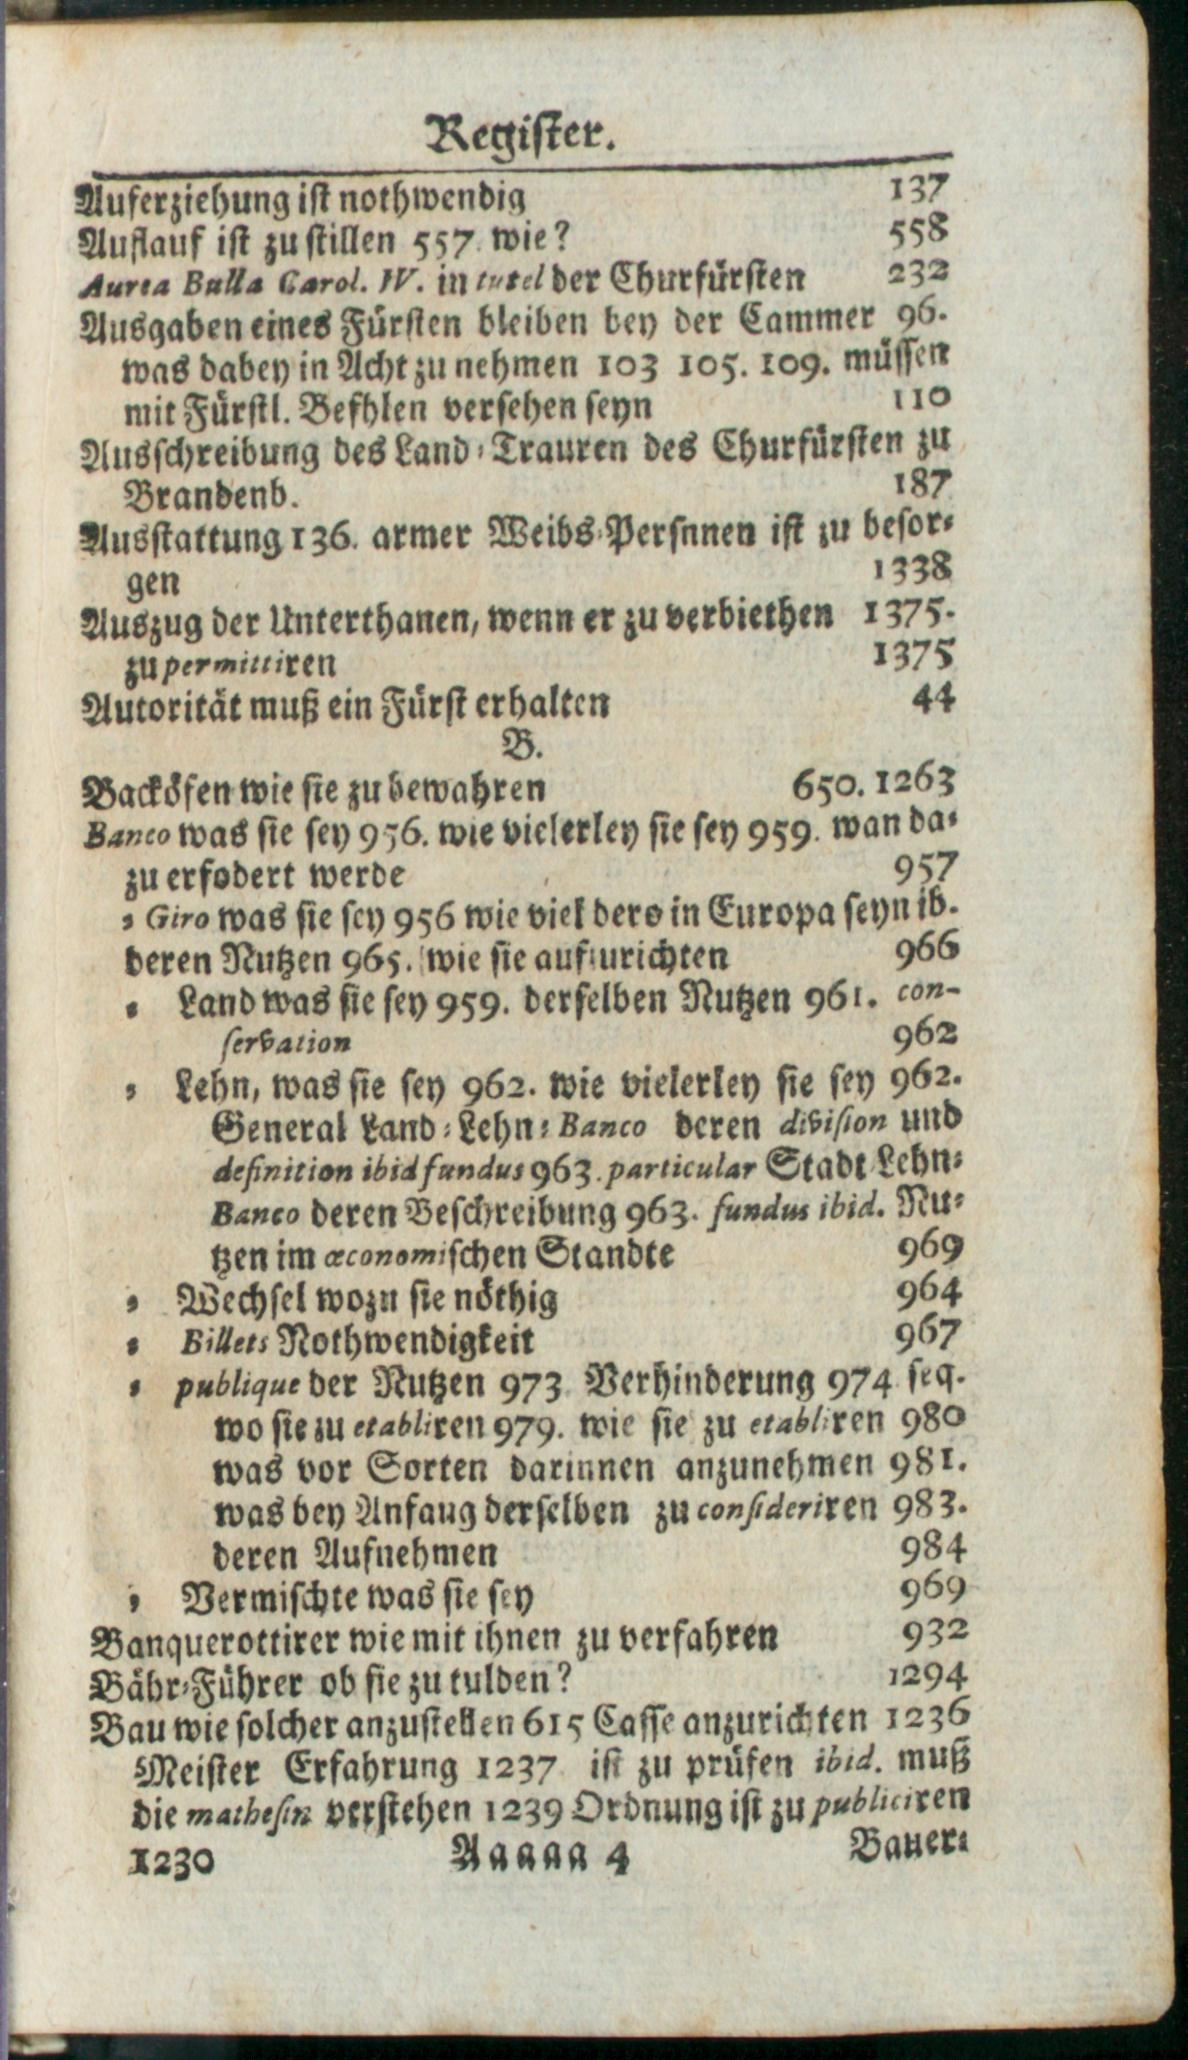 Register.
Auferziehung ist nothwendig 137
Auflauf ist zu stillen 557. wie? 558
Aurea Bulla Carol. IV. in tutel der Churfürsten 232
Ausgaben eines Fürsten bleiben bey der Cammer 96.
was dabey in Acht zu nehmen 103 105. 109. müssen
mit Fürstl. Befhlen versehen seyn 110
Ausschreibung des Land-Trauren des Churfürsten zu
Brandenb. 187
Ausstattung 136. armer Weibs-Persnnen ist zu besor-
gen 1338
Auszug der Unterthanen, wenn er zu verbiethen 1375.
zu permittiren 1375
Autorität muß ein Fürst erhalten 44
B.
Backöfen wie sie zu bewahren 650. 1263
Banco was sie sey 956. wie vielerley sie sey 959. wan da-
zu erfodert werde 957
- Giro was sie sey 956 wie viel dero in Europa seyn ib.
deren Nutzen 965. wie sie aufzurichten 966
- Land was sie sey 959. derselben Nutzen 961. con-
servation 962
- Lehn, was sie sey 962. wie vielerley sie sey 962.
General Land-Lehn-Banco deren division und
definition ibid fundus 963. particular Stadt Lehn-
Banco deren Beschreibung 963. fundus ibid. Nu-
tzen im œconomischen Standte 969
- Wechsel wozu sie nöthig 964
- Billets Nothwendigkeit 967
- publique der Nutzen 973 Verhinderung 974 seq.
wo sie zu etabliren 979. wie sie zu etabliren 980
was vor Sorten darinnen anzunehmen 981.
was bey Anfaug derselben zu consideriren 983.
deren Aufnehmen 984
- Vermischte was sie sey 969
Banquerottirer wie mit ihnen zu verfahren 932
Bähr-Führer ob sie zu tulden? 1294
Bau wie solcher anzustellen 615 Casse anzurichten 1236
Meister Erfahrung 1237 ist zu prüfen ibid. muß
die mathesin verstehen 1239 Ordnung ist zu publiciren
1230 Aaaaa 4 Bauer-